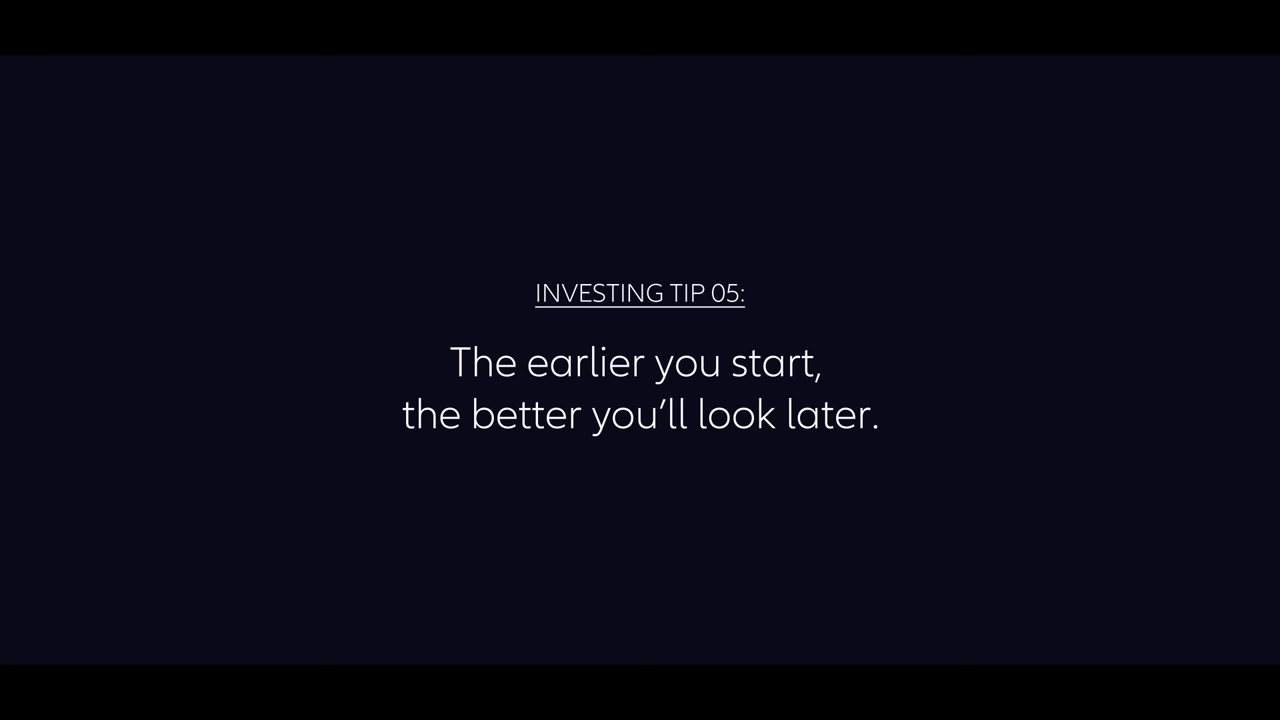 INVESTING TIP 05:
The earlier you start,
the better you’ll look later.